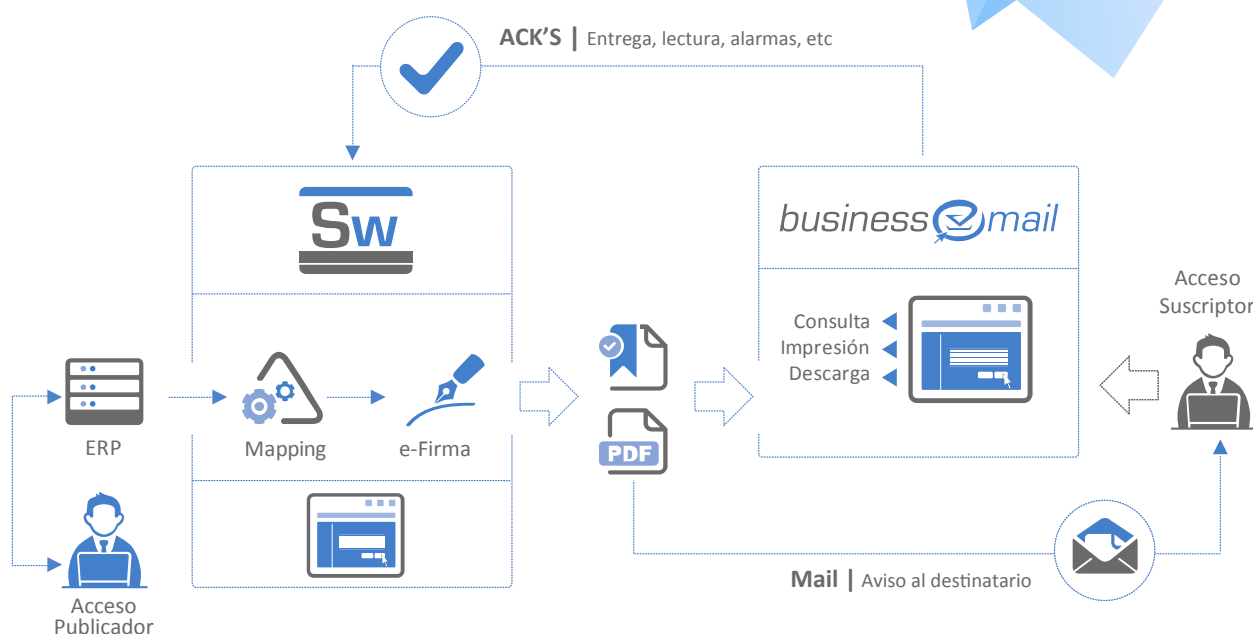 ACK'S | Entrega, lectura, alarmas, etc
Sw
business e mail
Consulta
Impresión
Descarga
Acceso
Suscriptor
ERP
Mapping
e-Firma
PDF
Acceso
Publicador
Mail | Aviso al destinatario